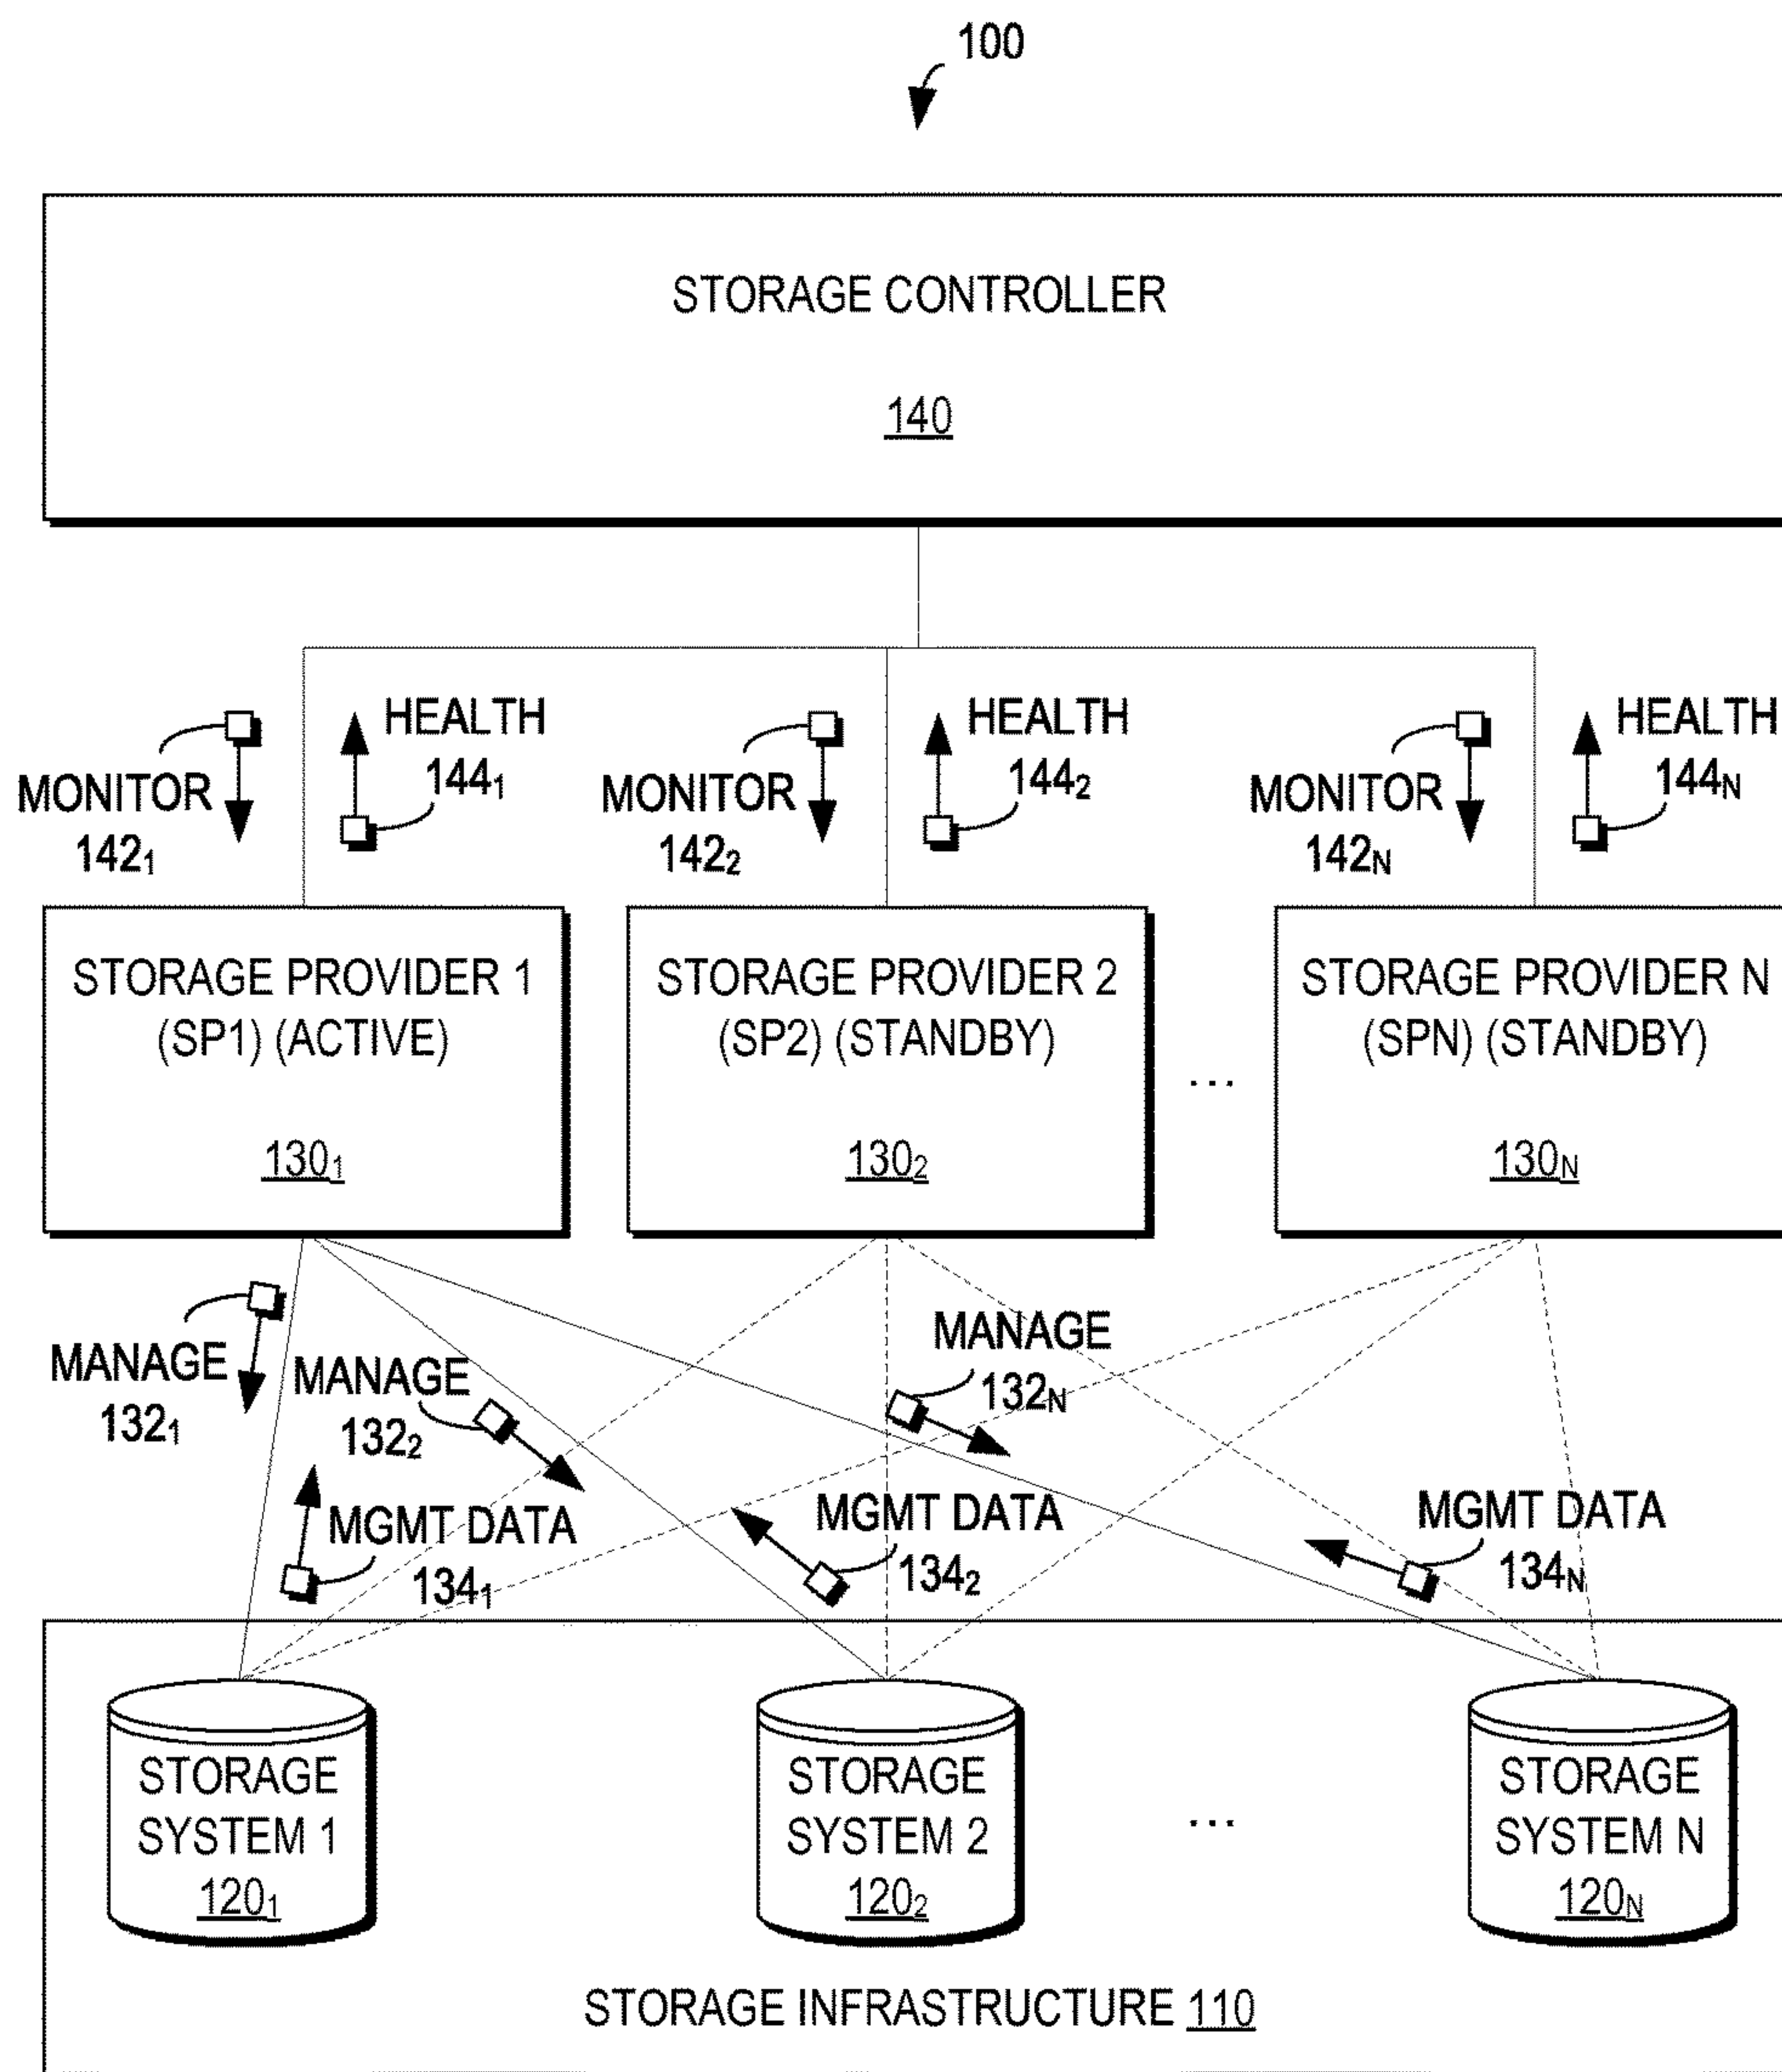 100
STORAGE CONTROLLER
140
HEALTH
144₁
MONITOR
142₁
HEALTH
144₂
MONITOR
142₂
HEALTH
144N
MONITOR
142N
STORAGE PROVIDER 1
(SP1) (ACTIVE)
130₁
STORAGE PROVIDER 2
(SP2) (STANDBY)
130₂
...
STORAGE PROVIDER N
(SPN) (STANDBY)
130N
MANAGE
132₁
MANAGE
132₂
MANAGE
132N
MGMT DATA
134₁
MGMT DATA
134₂
MGMT DATA
134N
STORAGE
SYSTEM 1
120₁
STORAGE
SYSTEM 2
120₂
...
STORAGE
SYSTEM N
120N
STORAGE INFRASTRUCTURE 110